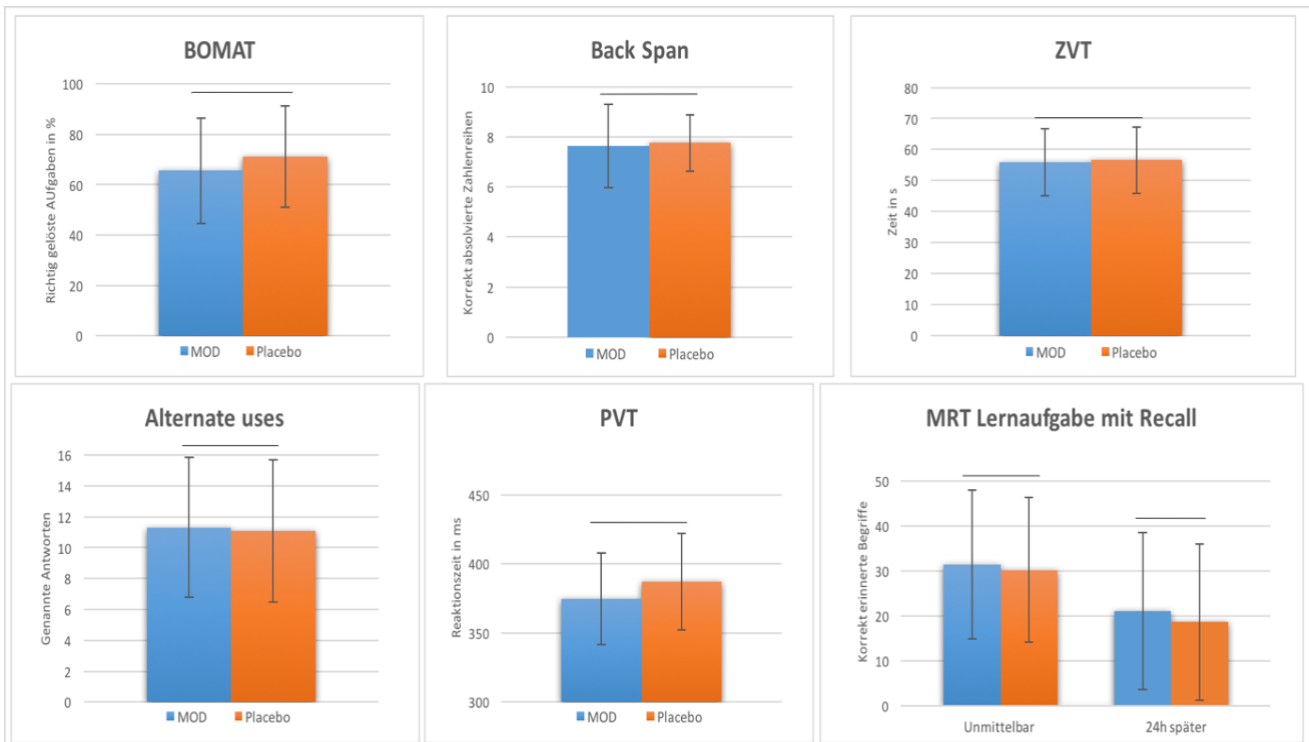 BOMAT
Richtig gelöste AUfgaben in %
100
80
60
40
20
0
MOD Placebo
Back Span
Korrekt absolvierte Zahlenreihen
10
8
6
4
2
0
MOD Placebo
ZVT
Zeit in s
80
70
60
50
40
30
20
10
0
MOD Placebo
Alternate uses
Genannte Antworten
16
14
12
10
8
6
4
2
0
MOD Placebo
PVT
Reaktionszeit in ms
450
400
350
300
MOD Placebo
MRT Lernaufgabe mit Recall
Korrekt erinnerte Begriffe
50
40
30
20
10
0
Unmittelbar 24h später